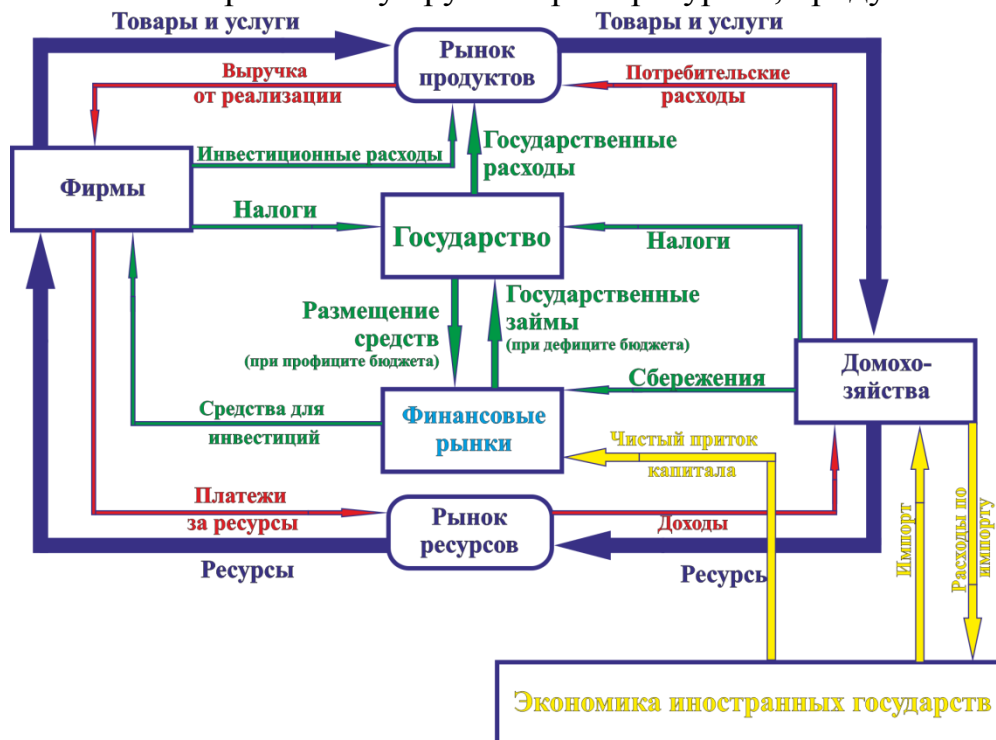 Товары и услуги
Товары и услуги
Рынок
продуктов
Выручка
от реализации
Потребительские
расходы
Инвестиционные расходы
Государственные
расходы
Фирмы
Налоги
Государство
Налоги
Размещение
средств
(при профиците бюджета)
Государственные
займы
(при дефиците бюджета)
Домохо-
зяйства
Сбережения
Средства для
инвестиций
Финансовые
рынки
Чистый приток
капитала
Платежи
за ресурсы
Рынок
ресурсов
Доходы
Импорт
Расходы по
импорту
Ресурсы
Ресурсь
Экономика иностранных государств